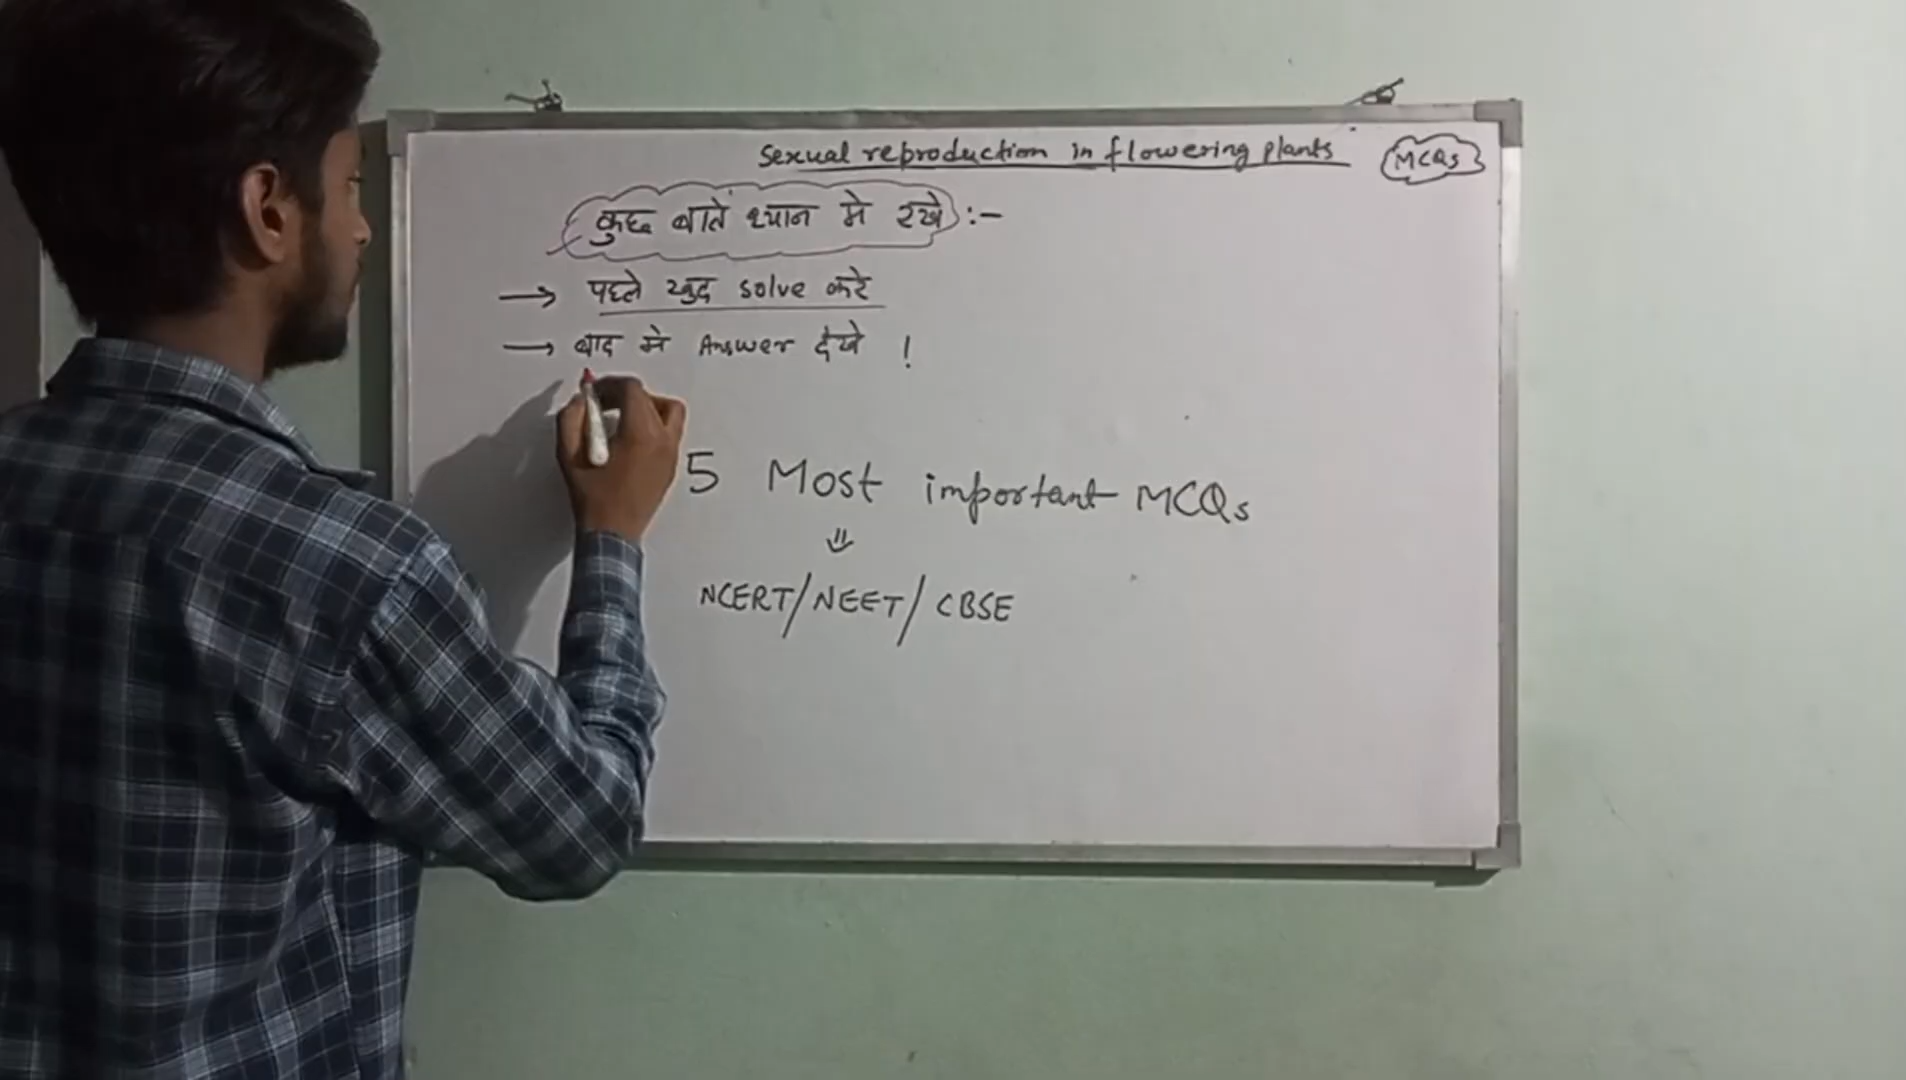 Sexual reproduction in flowering plants MCQs
कुछ बातें ध्यान मे रखे :-
→ पहले खुद solve करे
→ बाद मे Answer देखे !
5 Most important MCQs
⇓
NCERT/NEET/CBSE